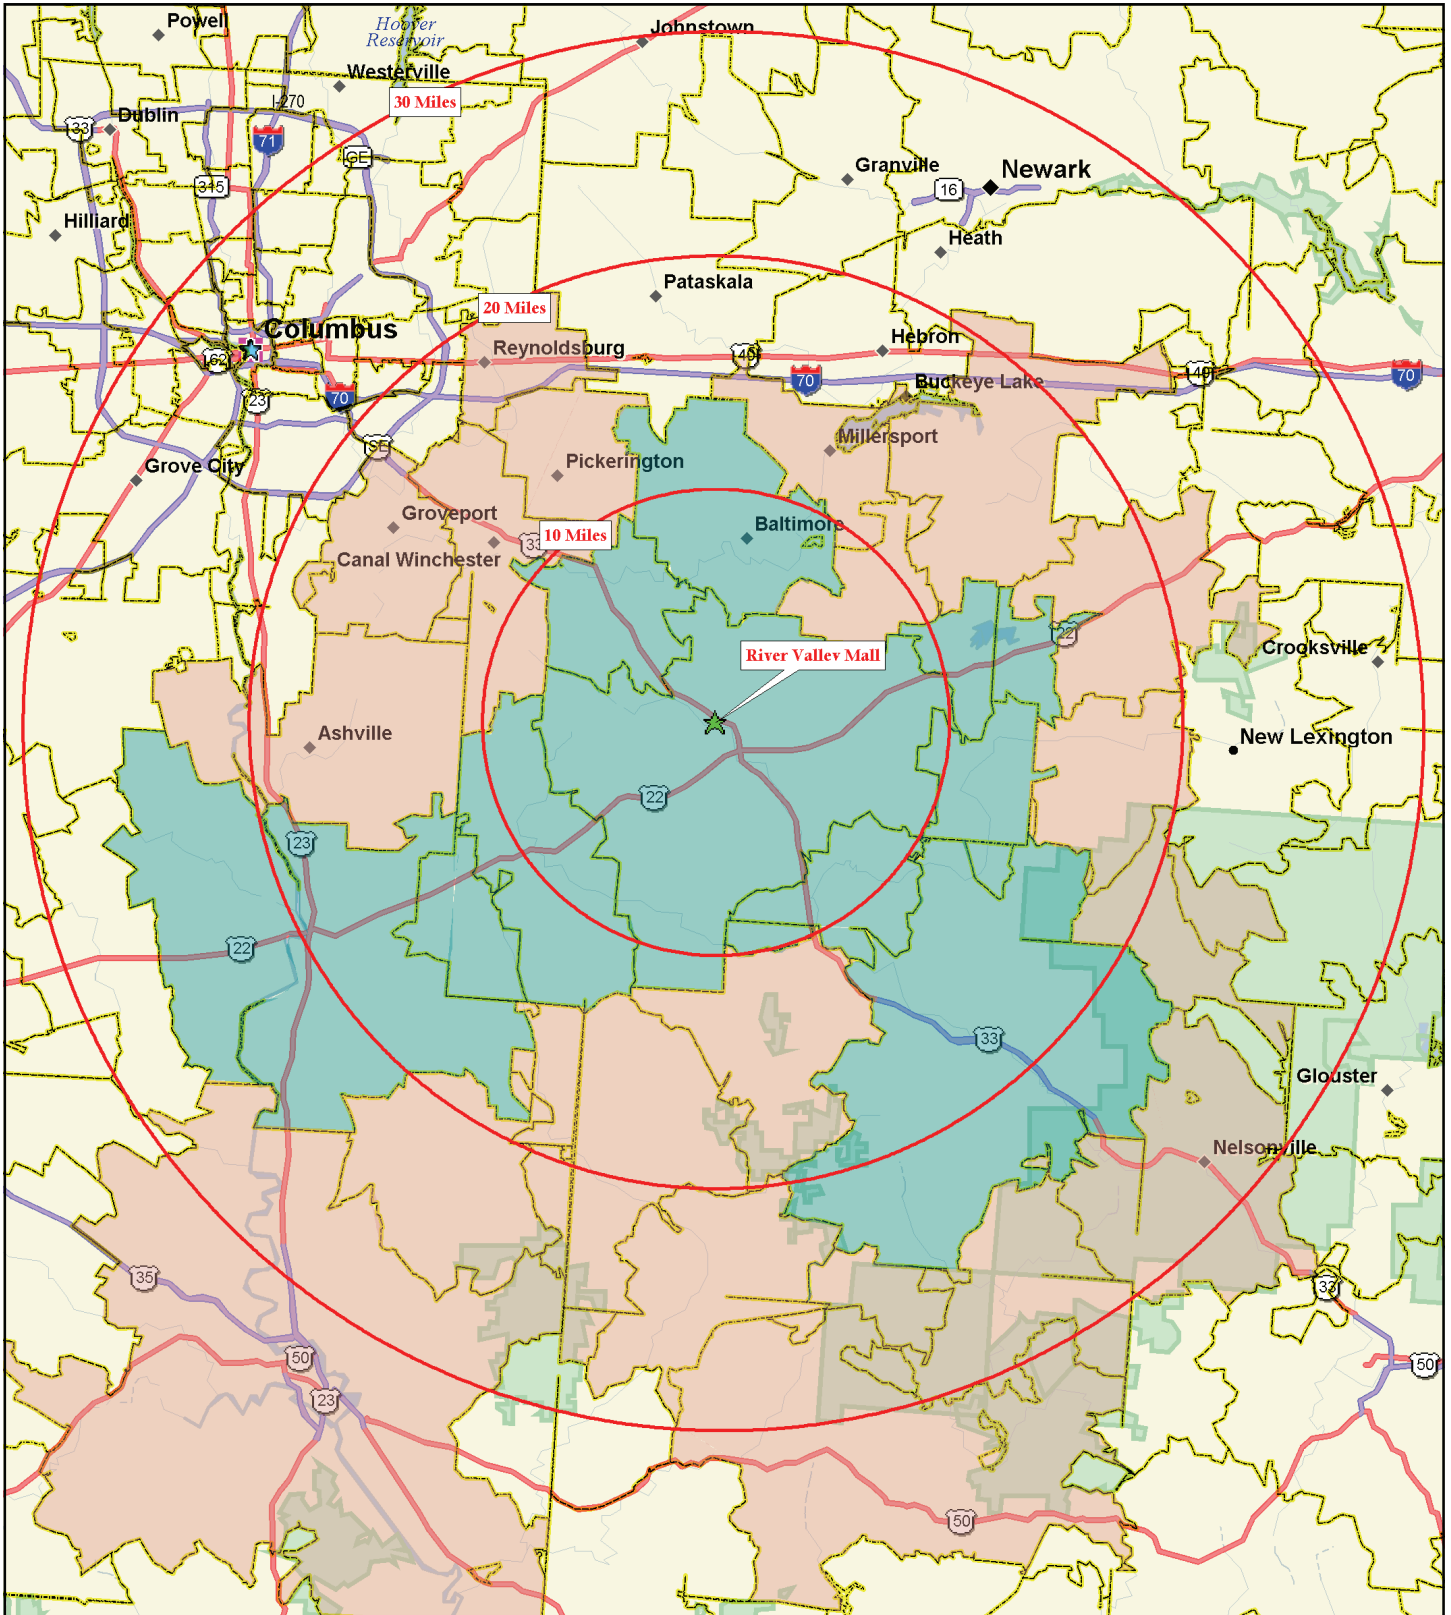 Powell
Hoover
Reservoir
Johnstown
Westerville
30 Miles
I-270
Dublin
33
71
315
Granville
Newark
16
Hilliard
Heath
Pataskala
20 Miles
Columbus
Reynoldsburg
Hebron
62
40
40
70
70
70
Buckeye Lake
23
Millersport
Grove City
Pickerington
Groveport
Baltimore
10 Miles
33
Canal Winchester
22
River Valley Mall
Crooksville
Ashville
New Lexington
22
23
22
33
Glouster
Nelsonville
35
33
50
50
23
50